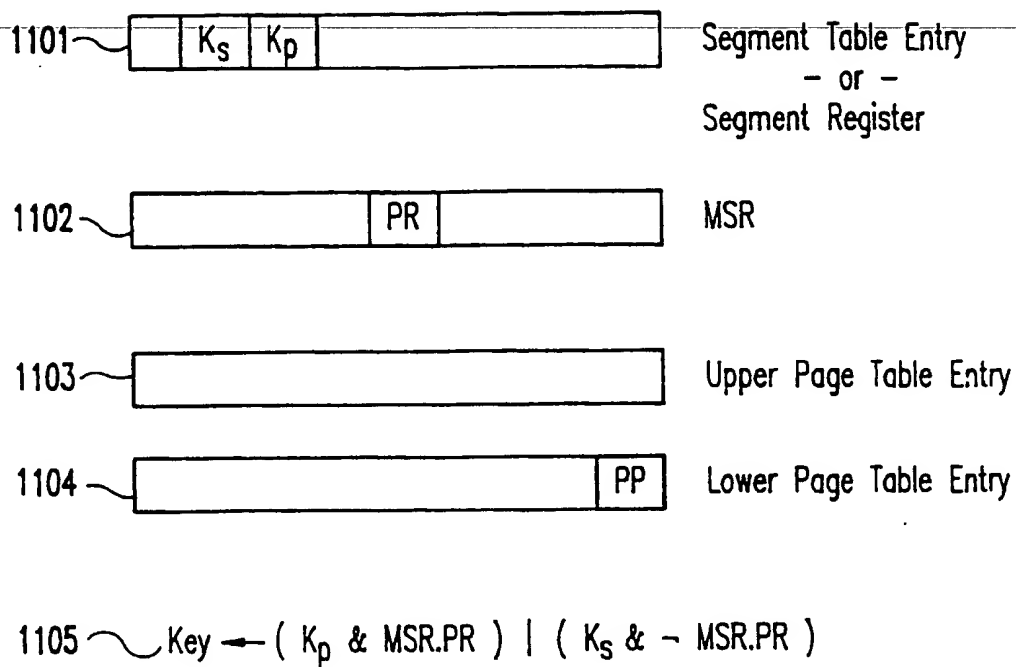 1101 Ks Kp Segment Table Entry
– or –
Segment Register
1102 PR MSR
1103 Upper Page Table Entry
1104 PP Lower Page Table Entry
1105 Key ← ( Kp & MSR.PR ) | ( Ks & ¬ MSR.PR )